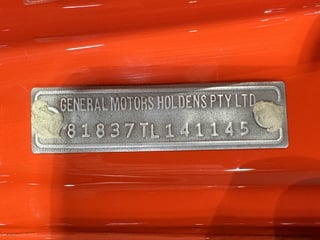 GENERAL MOTORS HOLDENS PTY LTD
81837TL141145